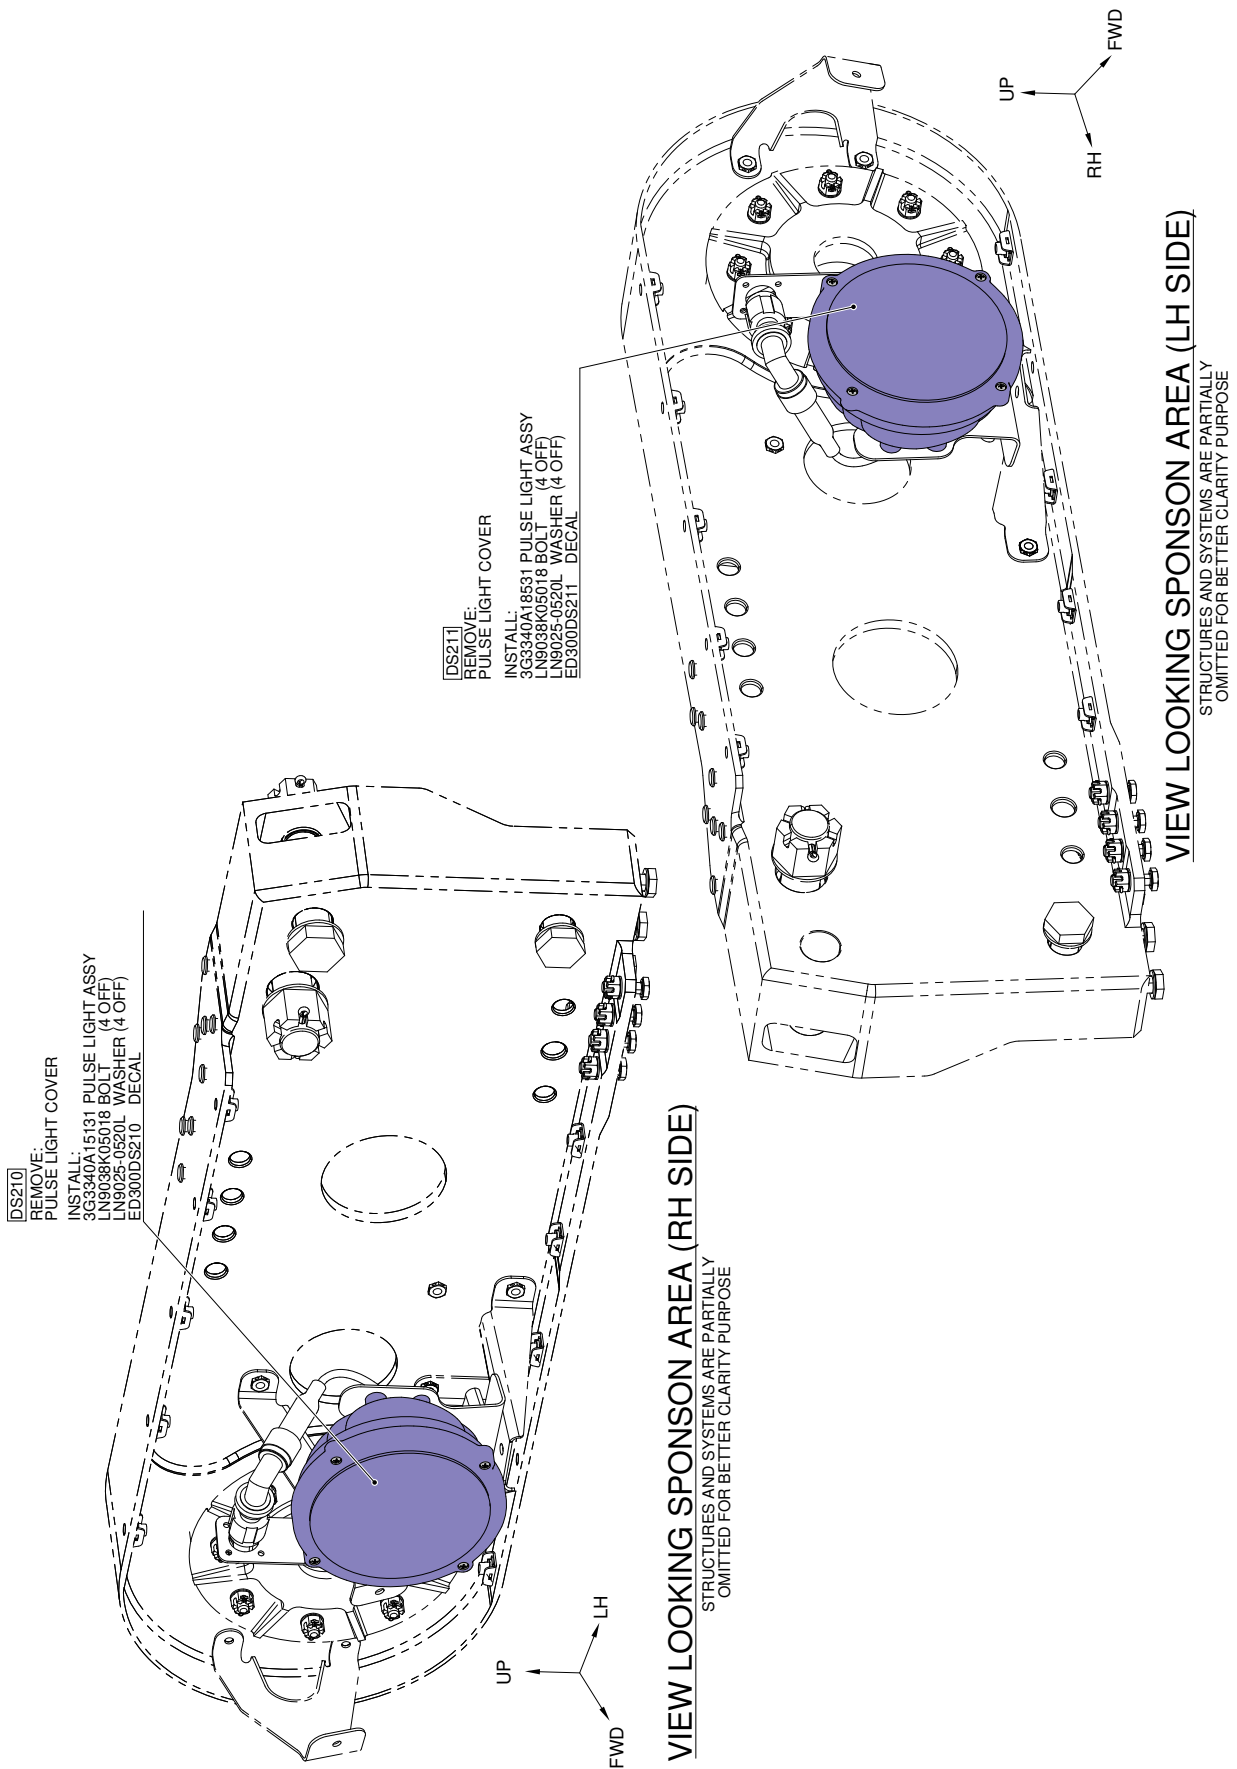 DS210
REMOVE:
PULSE LIGHT COVER
INSTALL:
3G3340A15131 PULSE LIGHT ASSY
LN9038K05018 BOLT (4 OFF)
LN9025-0520L WASHER (4 OFF)
ED300DS210 DECAL
UP
LH
FWD
VIEW LOOKING SPONSON AREA (RH SIDE)
STRUCTURES AND SYSTEMS ARE PARTIALLY
OMITTED FOR BETTER CLARITY PURPOSE
DS211
REMOVE:
PULSE LIGHT COVER
INSTALL:
3G3340A18531 PULSE LIGHT ASSY
LN9038K05018 BOLT (4 OFF)
LN9025-0520L WASHER (4 OFF)
ED300DS211 DECAL
UP
FWD
RH
VIEW LOOKING SPONSON AREA (LH SIDE)
STRUCTURES AND SYSTEMS ARE PARTIALLY
OMITTED FOR BETTER CLARITY PURPOSE